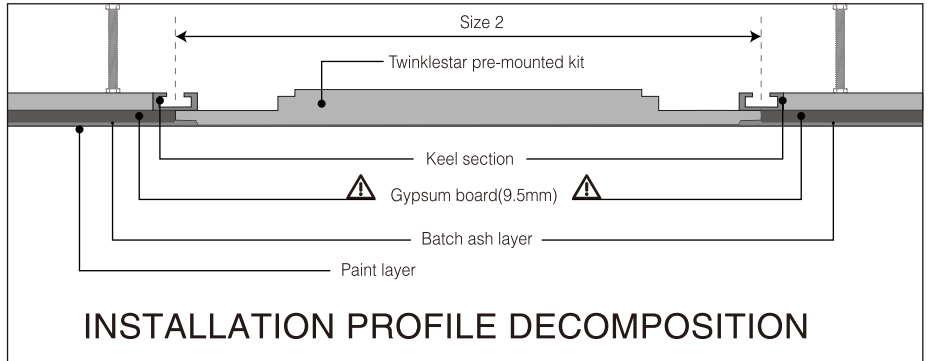 Size 2
Twinklestar pre-mounted kit
Keel section
Gypsum board(9.5mm)
Batch ash layer
Paint layer
INSTALLATION PROFILE DECOMPOSITION